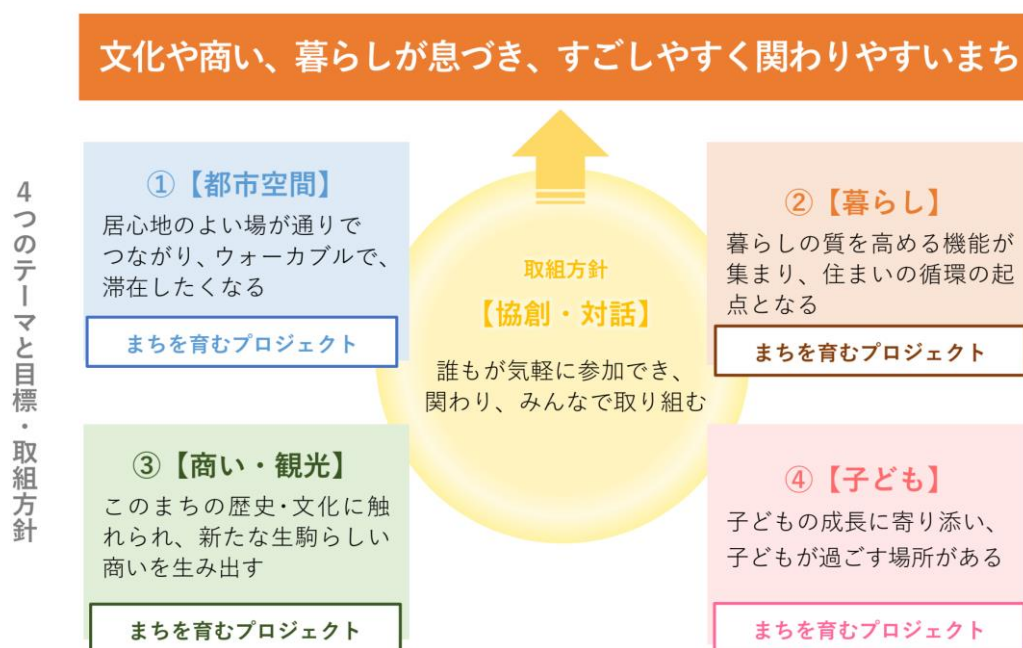 文化や商い、暮らしが息づき、すごしやすく関わりやすいまち
4つのテーマと目標・取組方針
①【都市空間】
居心地のよい場が通りで
つながり、ウォーカブルで、
滞在したくなる
まちを育むプロジェクト
取組方針
【協創・対話】
誰もが気軽に参加でき、
関わり、みんなで取り組む
②【暮らし】
暮らしの質を高める機能が
集まり、住まいの循環の起
点となる
まちを育むプロジェクト
③【商い・観光】
このまちの歴史･文化に触
れられ、新たな生駒らしい
商いを生み出す
まちを育むプロジェクト
④【子ども】
子どもの成長に寄り添い、
子どもが過ごす場所がある
まちを育むプロジェクト